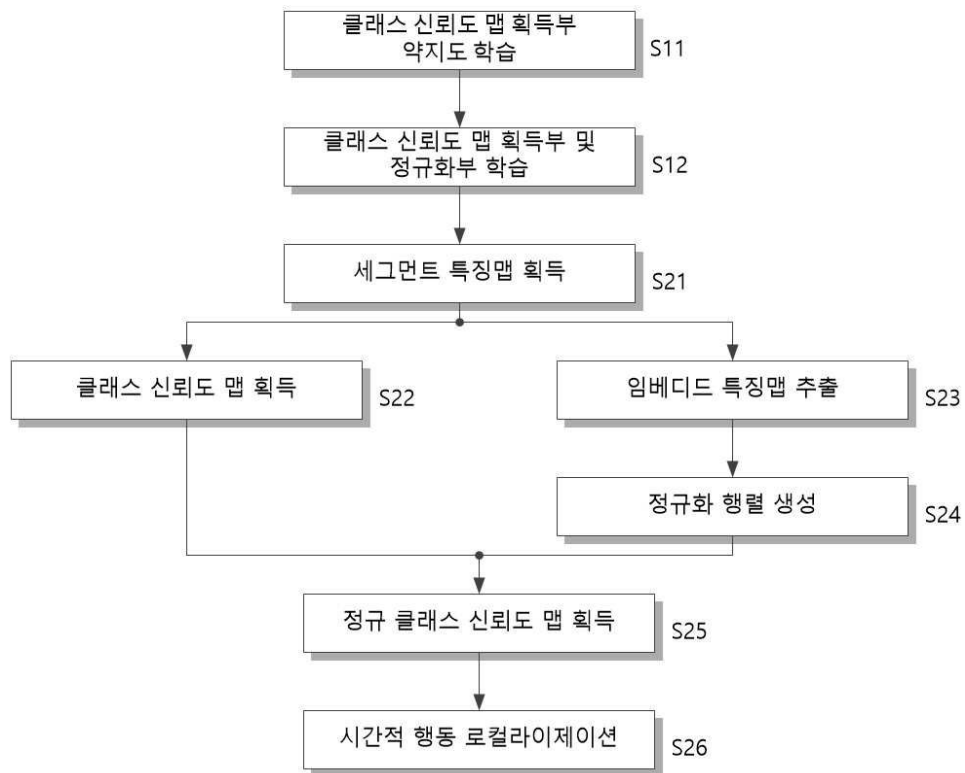 클래스 신뢰도 맵 획득부
약지도 학습
S11
클래스 신뢰도 맵 획득부 및
정규화부 학습
S12
세그먼트 특징맵 획득
S21
클래스 신뢰도 맵 획득
S22
임베디드 특징맵 추출
S23
정규화 행렬 생성
S24
정규 클래스 신뢰도 맵 획득
S25
시간적 행동 로컬라이제이션
S26